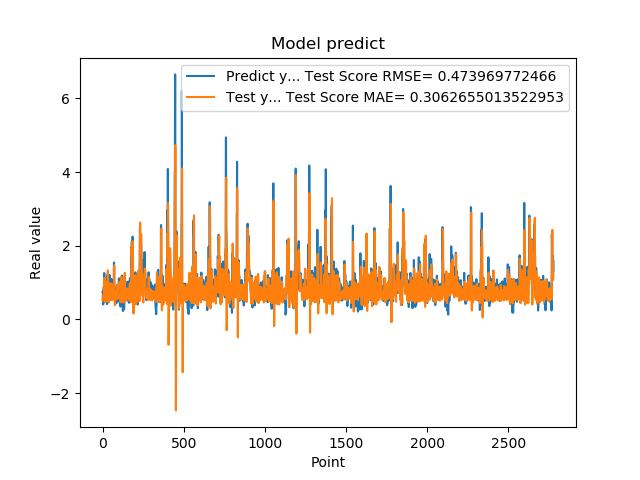 Model predict
Predict y... Test Score RMSE= 0.473969772466
Test y... Test Score MAE= 0.3062655013522953
6
4
2
0
−2
Real value
0 500 1000 1500 2000 2500
Point